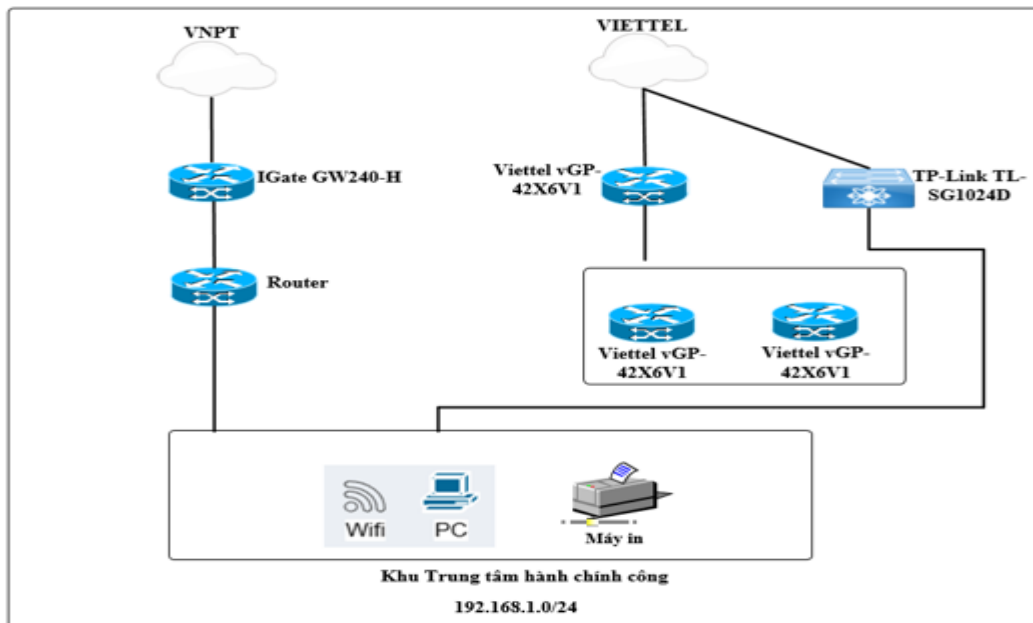 VNPT
VIETTEL
IGate GW240-H
Viettel vGP-
42X6V1
TP-Link TL-
SG1024D
Router
Viettel vGP-
42X6V1
Viettel vGP-
42X6V1
Wifi
PC
Máy in
Khu Trung tâm hành chính công
192.168.1.0/24